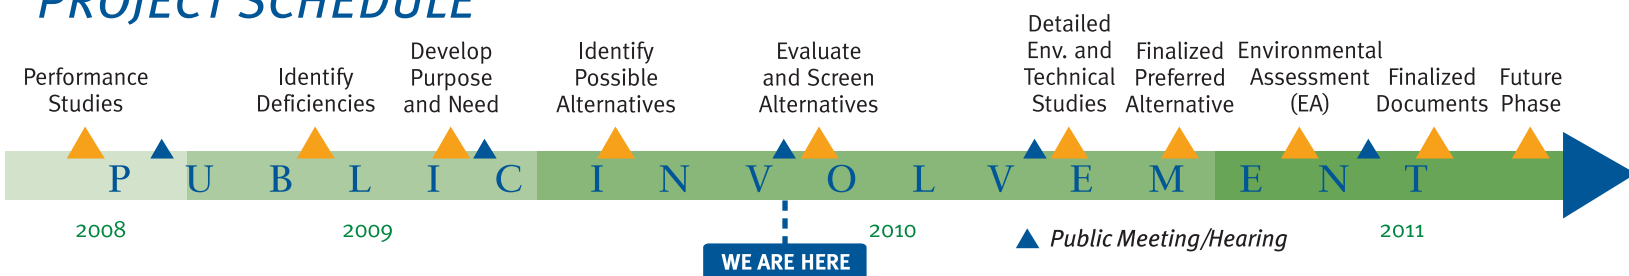 PROJECT SCHEDULE
Performance
Studies
Identify
Deficiencies
Develop
Purpose
and Need
Identify
Possible
Alternatives
Evaluate
and Screen
Alternatives
Detailed
Env. and
Technical
Studies
Finalized
Preferred
Alternative
Environmental
Assessment
(EA)
Finalized
Documents
Future
Phase
PUBLIC INVOLVEMENT
2008
2009
2010
2011
Public Meeting/Hearing
WE ARE HERE